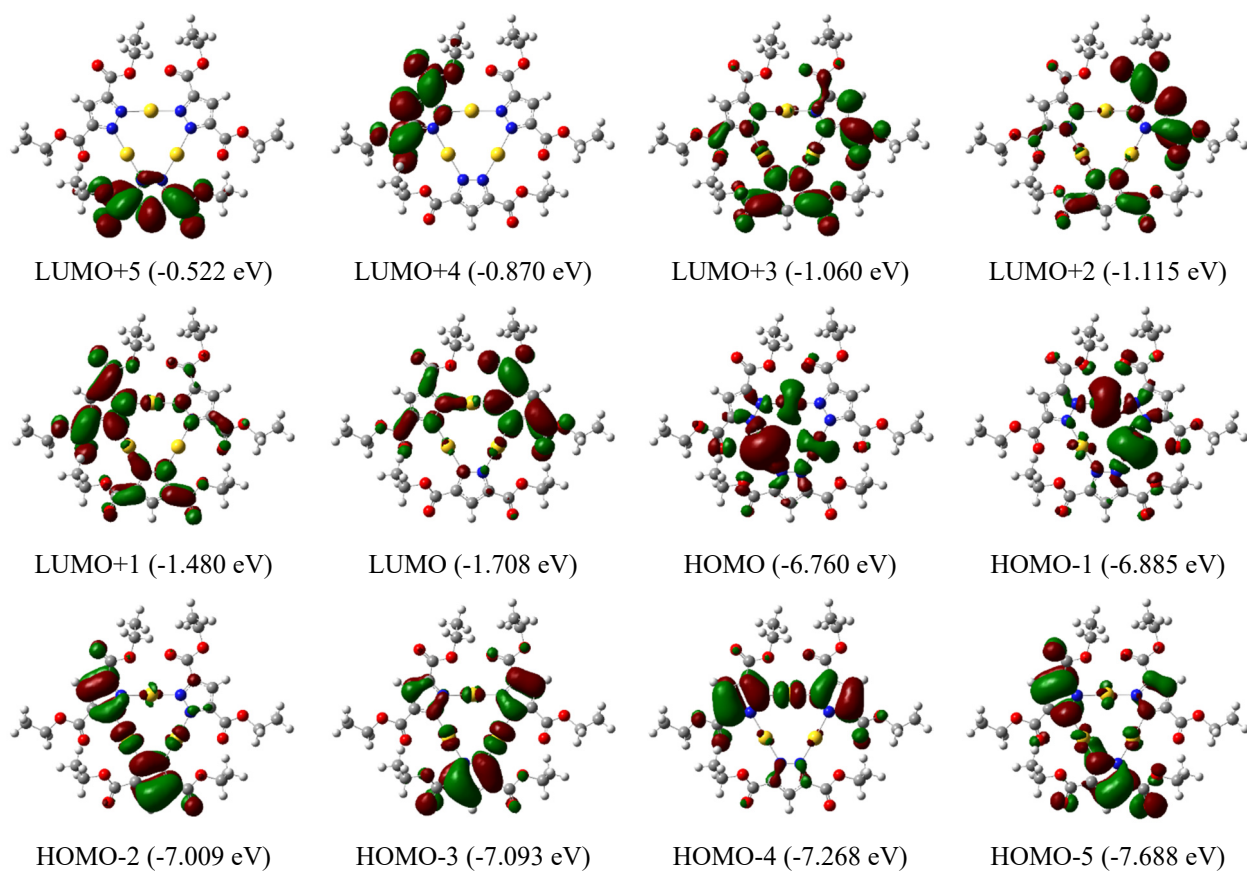 LUMO+5 (-0.522 eV) LUMO+4 (-0.870 eV) LUMO+3 (-1.060 eV) LUMO+2 (-1.115 eV)
LUMO+1 (-1.480 eV) LUMO (-1.708 eV) HOMO (-6.760 eV) HOMO-1 (-6.885 eV)
HOMO-2 (-7.009 eV) HOMO-3 (-7.093 eV) HOMO-4 (-7.268 eV) HOMO-5 (-7.688 eV)